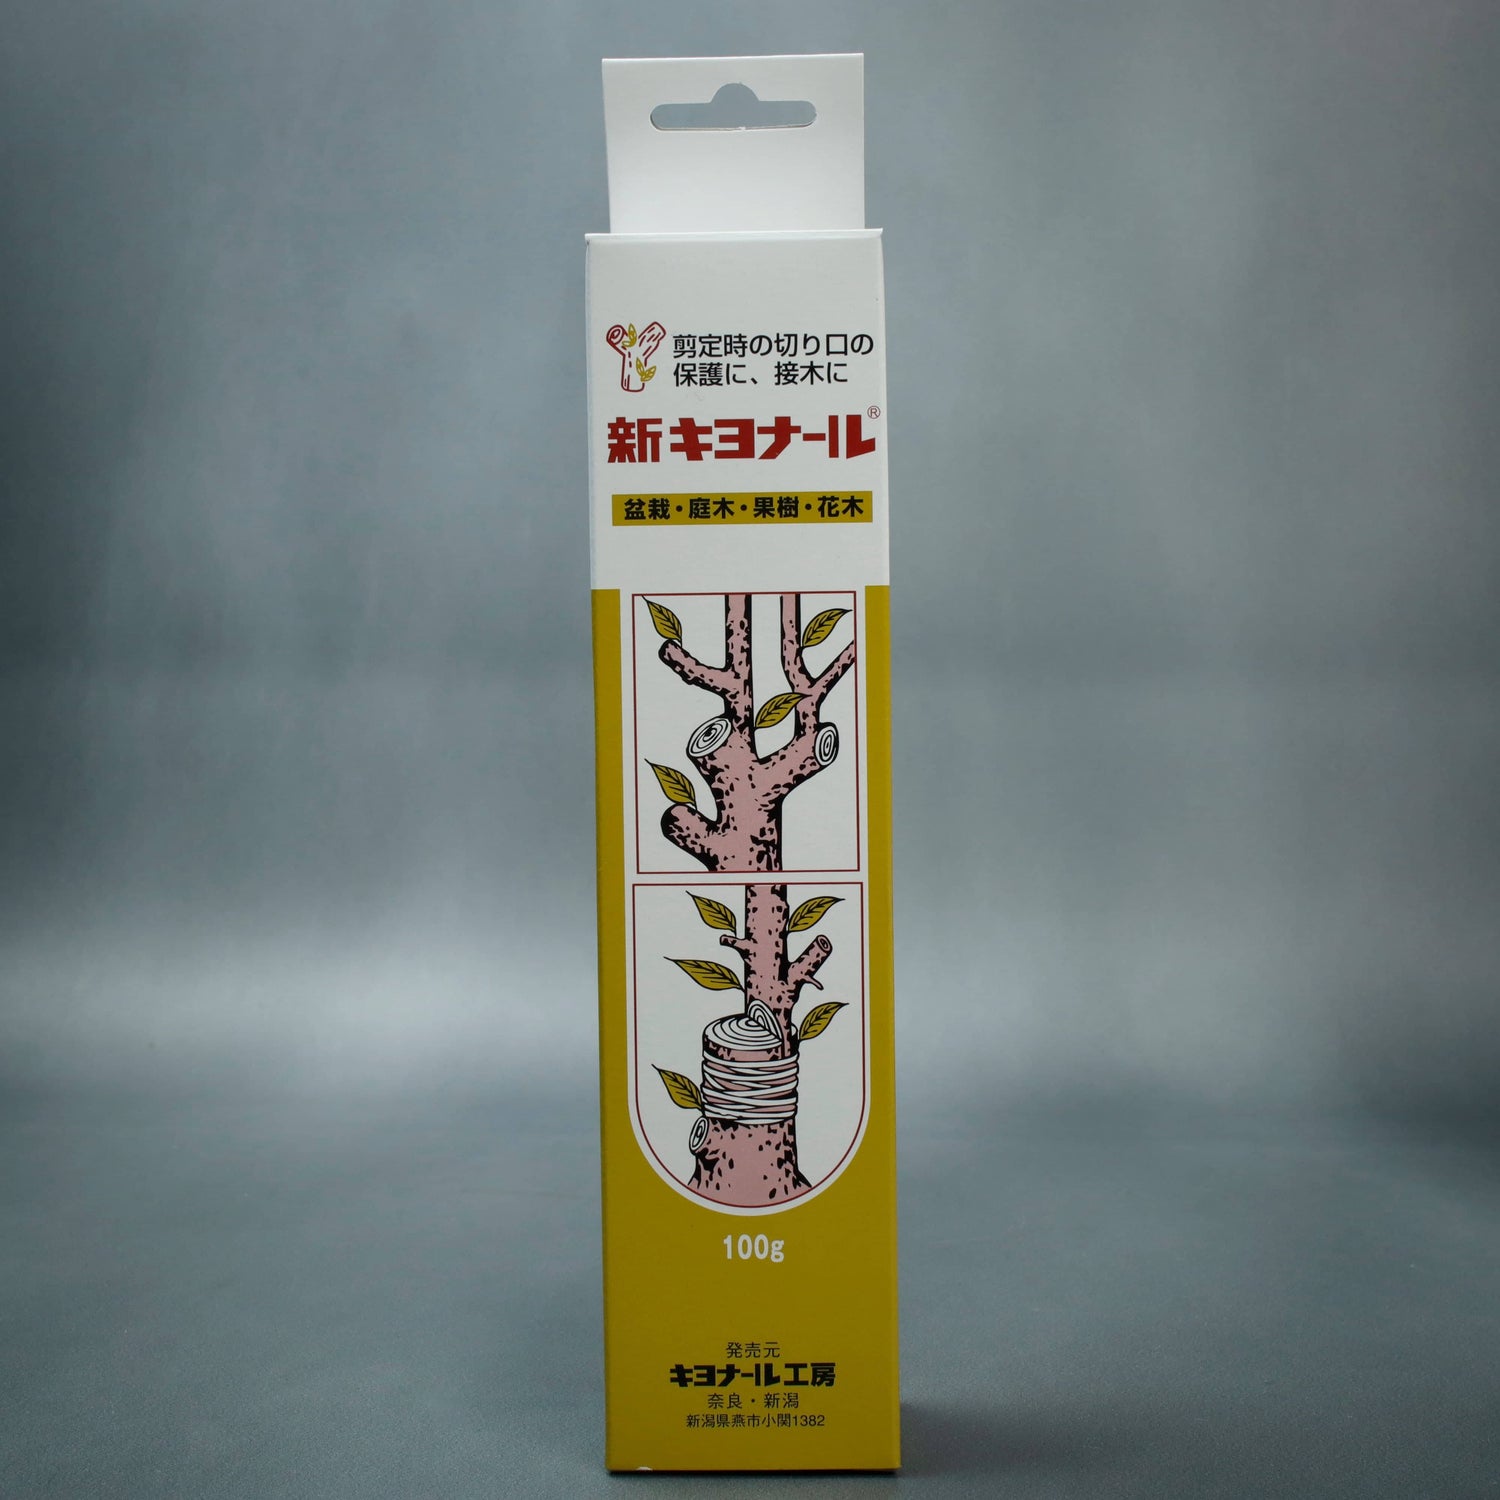 剪定時の切り口の
保護に、接木に
新キヨナール®
盆栽・庭木・果樹・花木
100g
発売元
キヨナール工房
奈良・新潟
新潟県燕市小関1382